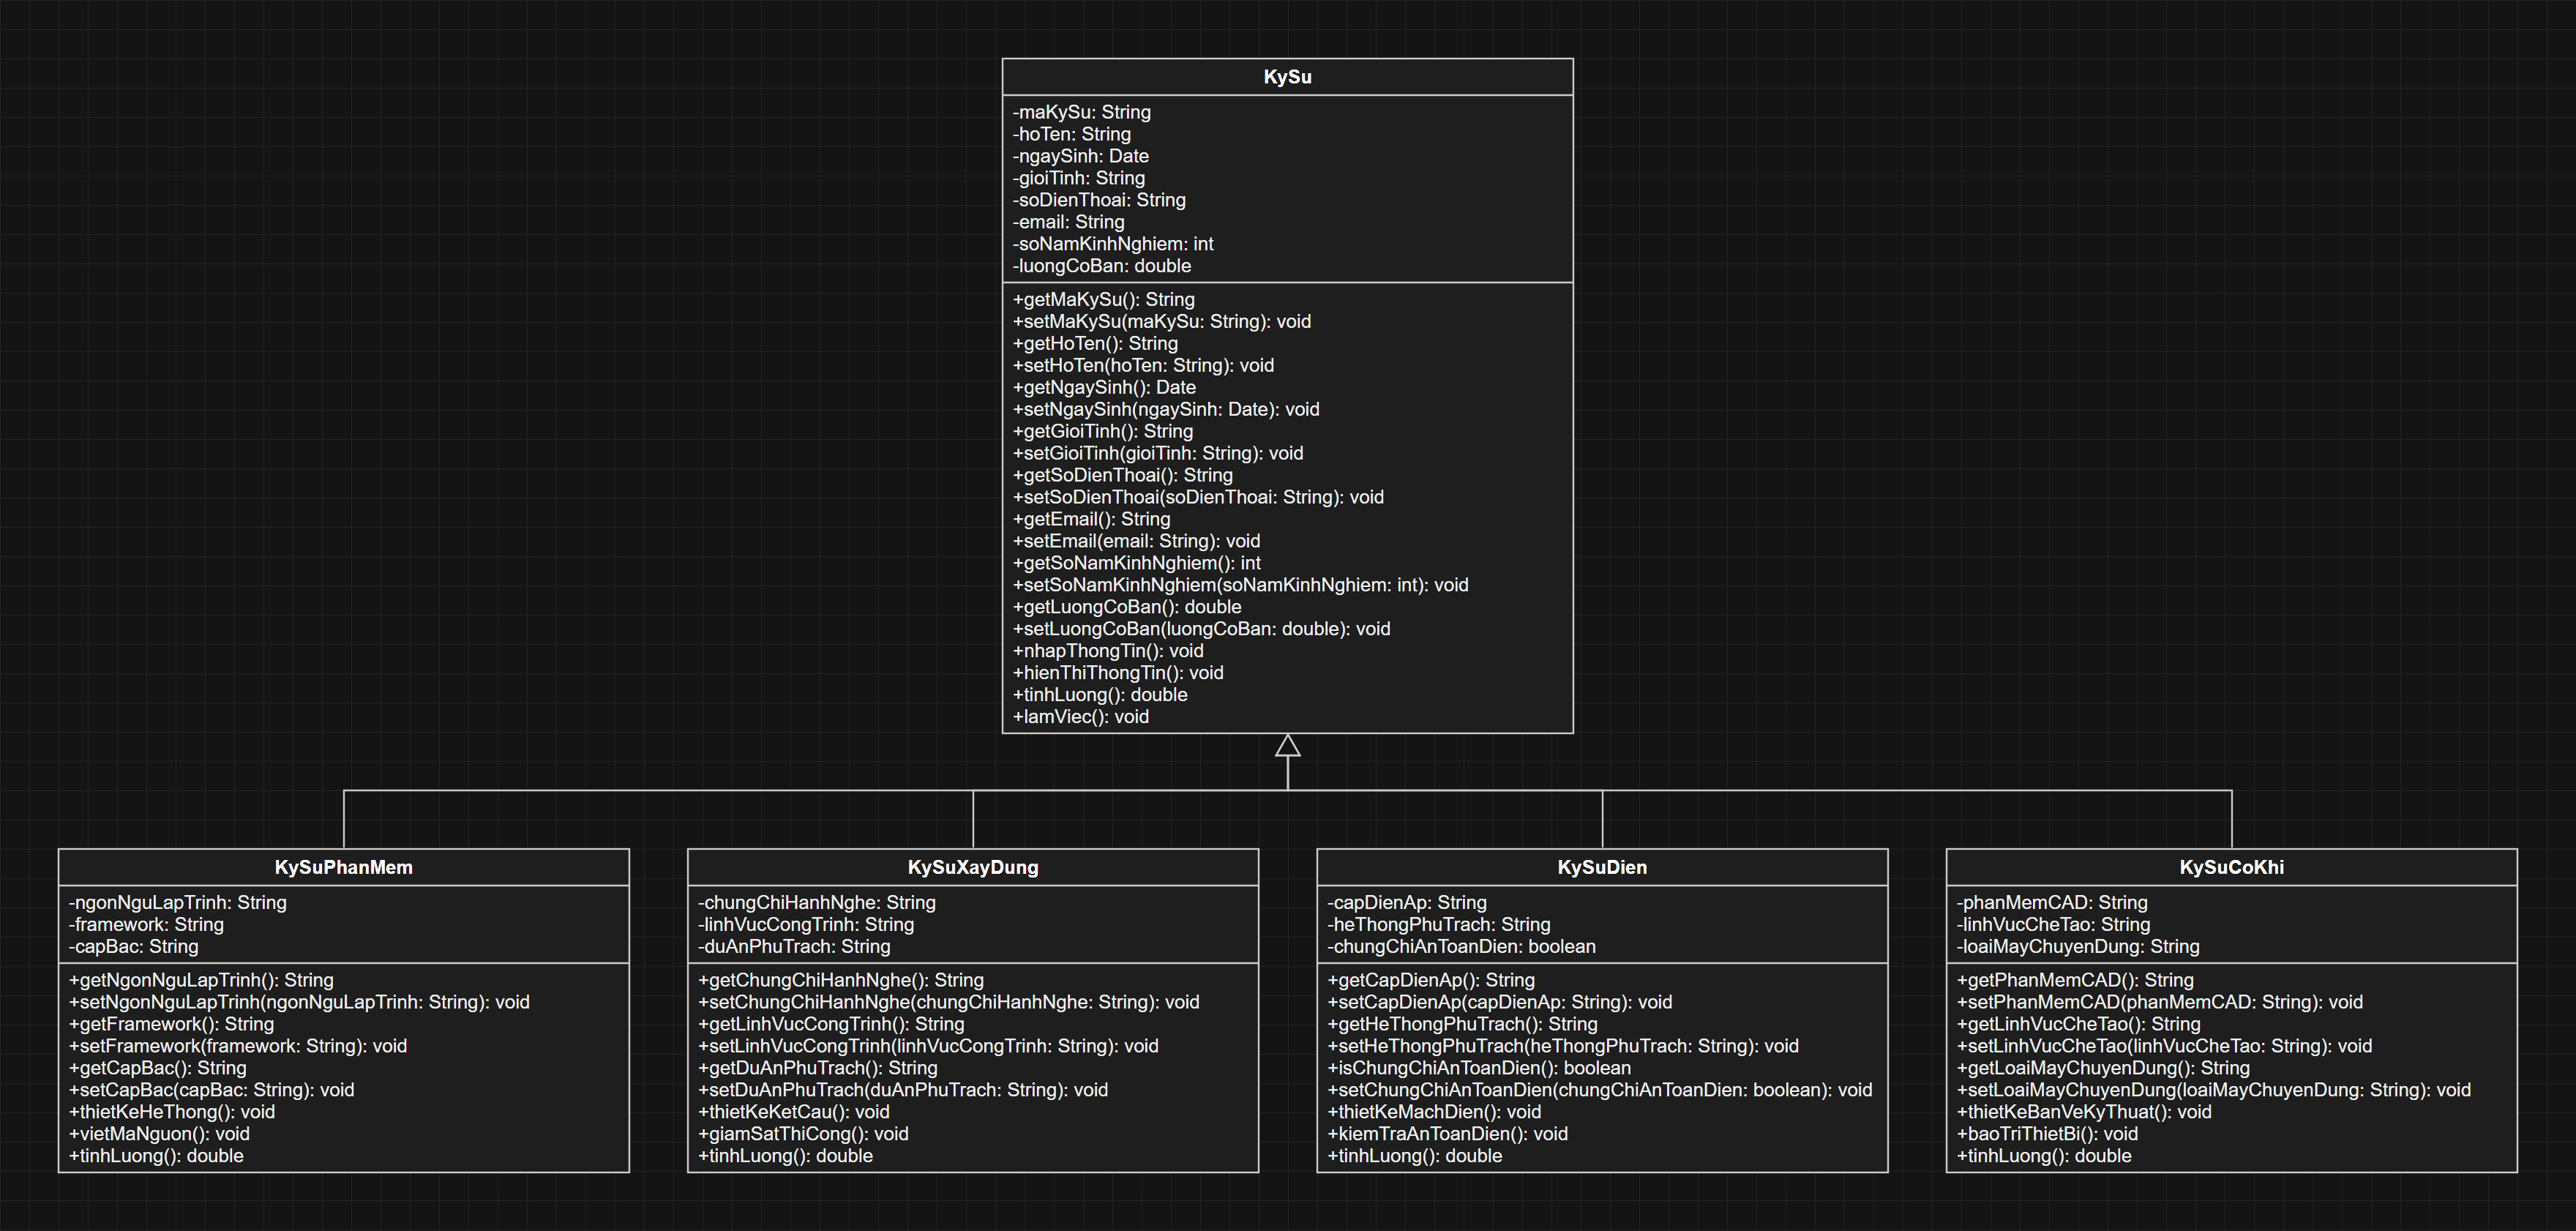 KySu
-maKySu: String
-hoTen: String
-ngaySinh: Date
-gioiTinh: String
-soDienThoai: String
-email: String
-soNamKinhNghiem: int
-luongCoBan: double
+getMaKySu(): String
+setMaKySu(maKySu: String): void
+getHoTen(): String
+setHoTen(hoTen: String): void
+getNgaySinh(): Date
+setNgaySinh(ngaySinh: Date): void
+getGioiTinh(): String
+setGioiTinh(gioiTinh: String): void
+getSoDienThoai(): String
+setSoDienThoai(soDienThoai: String): void
+getEmail(): String
+setEmail(email: String): void
+getSoNamKinhNghiem(): int
+setSoNamKinhNghiem(soNamKinhNghiem: int): void
+getLuongCoBan(): double
+setLuongCoBan(luongCoBan: double): void
+nhapThongTin(): void
+hienThiThongTin(): void
+tinhLuong(): double
+lamViec(): void
KySuPhanMem
-ngonNguLapTrinh: String
-framework: String
-capBac: String
+getNgonNguLapTrinh(): String
+setNgonNguLapTrinh(ngonNguLapTrinh: String): void
+getFramework(): String
+setFramework(framework: String): void
+getCapBac(): String
+setCapBac(capBac: String): void
+thietKeHeThong(): void
+vietMaNguon(): void
+tinhLuong(): double
KySuXayDung
-chungChiHanhNghe: String
-linhVucCongTrinh: String
-duAnPhuTrach: String
+getChungChiHanhNghe(): String
+setChungChiHanhNghe(chungChiHanhNghe: String): void
+getLinhVucCongTrinh(): String
+setLinhVucCongTrinh(linhVucCongTrinh: String): void
+getDuAnPhuTrach(): String
+setDuAnPhuTrach(duAnPhuTrach: String): void
+thietKeKetCau(): void
+giamSatThiCong(): void
+tinhLuong(): double
KySuDien
-capDienAp: String
-heThongPhuTrach: String
-chungChiAnToanDien: boolean
+getCapDienAp(): String
+setCapDienAp(capDienAp: String): void
+getHeThongPhuTrach(): String
+setHeThongPhuTrach(heThongPhuTrach: String): void
+isChungChiAnToanDien(): boolean
+setChungChiAnToanDien(chungChiAnToanDien: boolean): void
+thietKeMachDien(): void
+kiemTraAnToanDien(): void
+tinhLuong(): double
KySuCoKhi
-phanMemCAD: String
-linhVucCheTao: String
-loaiMayChuyenDung: String
+getPhanMemCAD(): String
+setPhanMemCAD(phanMemCAD: String): void
+getLinhVucCheTao(): String
+setLinhVucCheTao(linhVucCheTao: String): void
+getLoaiMayChuyenDung(): String
+setLoaiMayChuyenDung(loaiMayChuyenDung: String): void
+thietKeBanVeKyThuat(): void
+baoTriThietBi(): void
+tinhLuong(): double